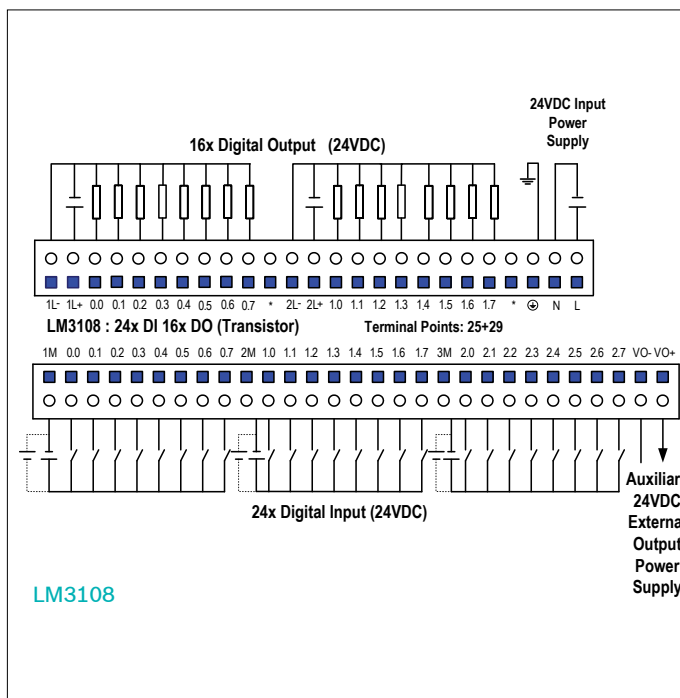 24VDC Input
Power
Supply
16x Digital Output (24VDC)
1L- 1L+ 0.0 0.1 0.2 0.3 0.4 0.5 0.6 0.7 * 2L- 2L+ 1.0 1.1 1.2 1.3 1.4 1.5 1.6 1.7 * N L
LM3108 : 24x DI 16x DO (Transistor) Terminal Points: 25+29
1M 0.0 0.1 0.2 0.3 0.4 0.5 0.6 0.7 2M 1.0 1.1 1.2 1.3 1.4 1.5 1.6 1.7 3M 2.0 2.1 2.2 2.3 2.4 2.5 2.6 2.7 VO- VO+
24x Digital Input (24VDC)
Auxiliar
24VDC
Externa
Output
Power
Supply
LM3108